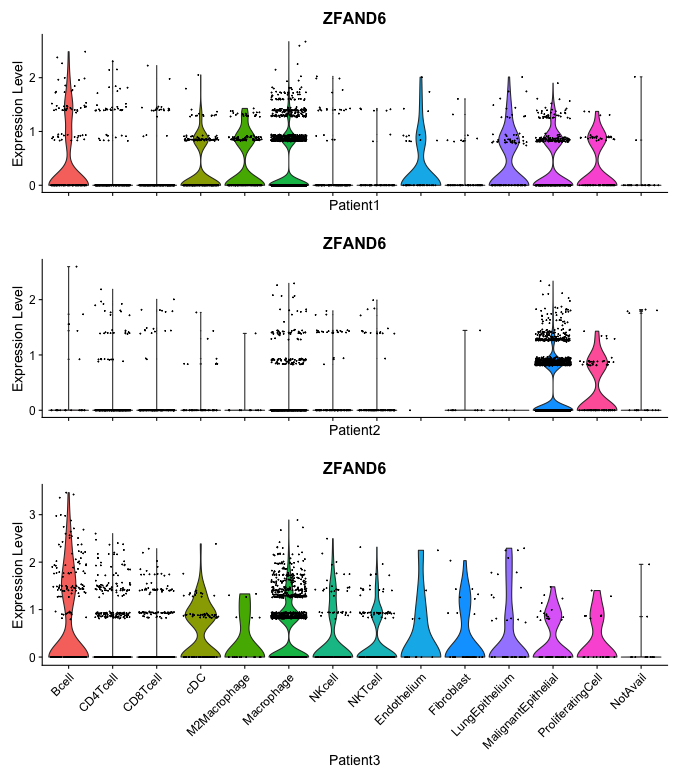 ZFAND6
Expression Level
2
1
0
Patient1
ZFAND6
Expression Level
2
1
0
Patient2
ZFAND6
Expression Level
3
2
1
0
Bcell
CD4Tcell
CD8Tcell
cDC
M2Macrophage
Macrophage
NKcell
NKTcell
Endothelium
Fibroblast
LungEpithelium
MalignantEpithelial
ProliferatingCell
NotAvail
Patient3